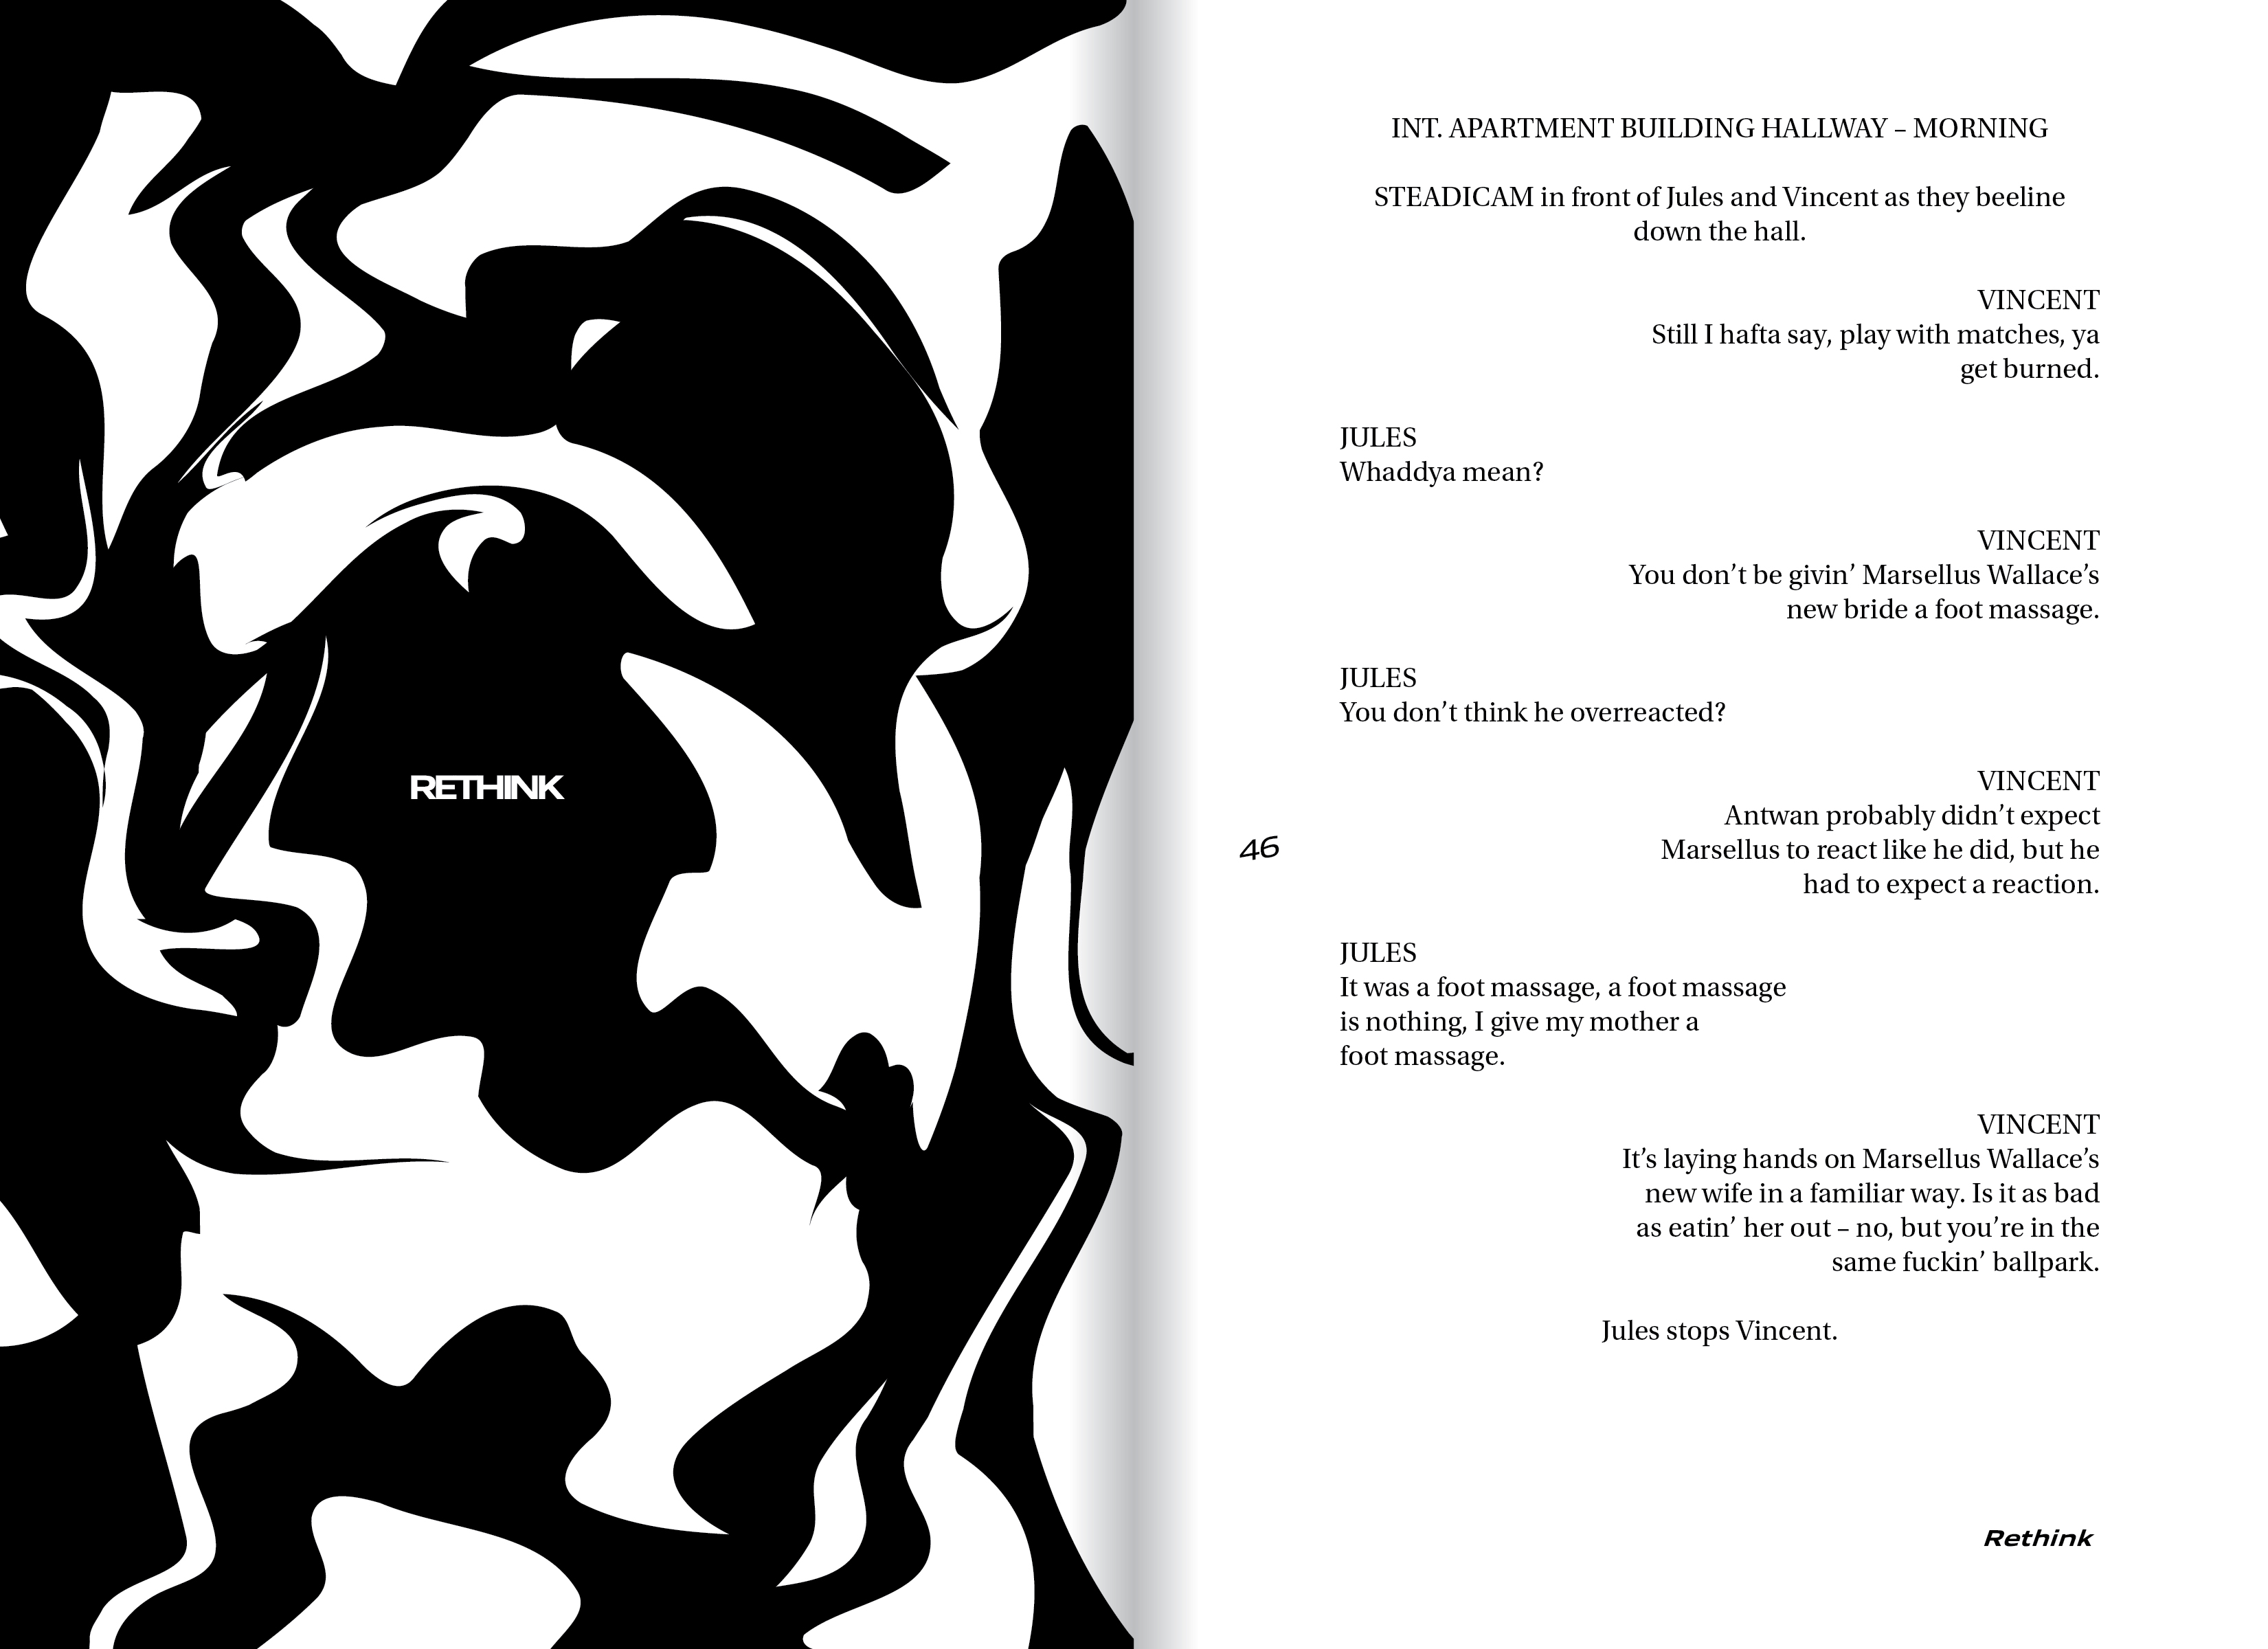 RETHINK
INT. APARTMENT BUILDING HALLWAY – MORNING
STEADICAM in front of Jules and Vincent as they beeline
down the hall.
VINCENT
Still I hafta say, play with matches, ya
get burned.
JULES
Whaddya mean?
VINCENT
You don’t be givin’ Marsellus Wallace’s
new bride a foot massage.
JULES
You don’t think he overreacted?
VINCENT
Antwan probably didn’t expect
Marsellus to react like he did, but he
had to expect a reaction.
46
JULES
It was a foot massage, a foot massage
is nothing, I give my mother a
foot massage.
VINCENT
It’s laying hands on Marsellus Wallace’s
new wife in a familiar way. Is it as bad
as eatin’ her out – no, but you’re in the
same fuckin’ ballpark.
Jules stops Vincent.
Rethink